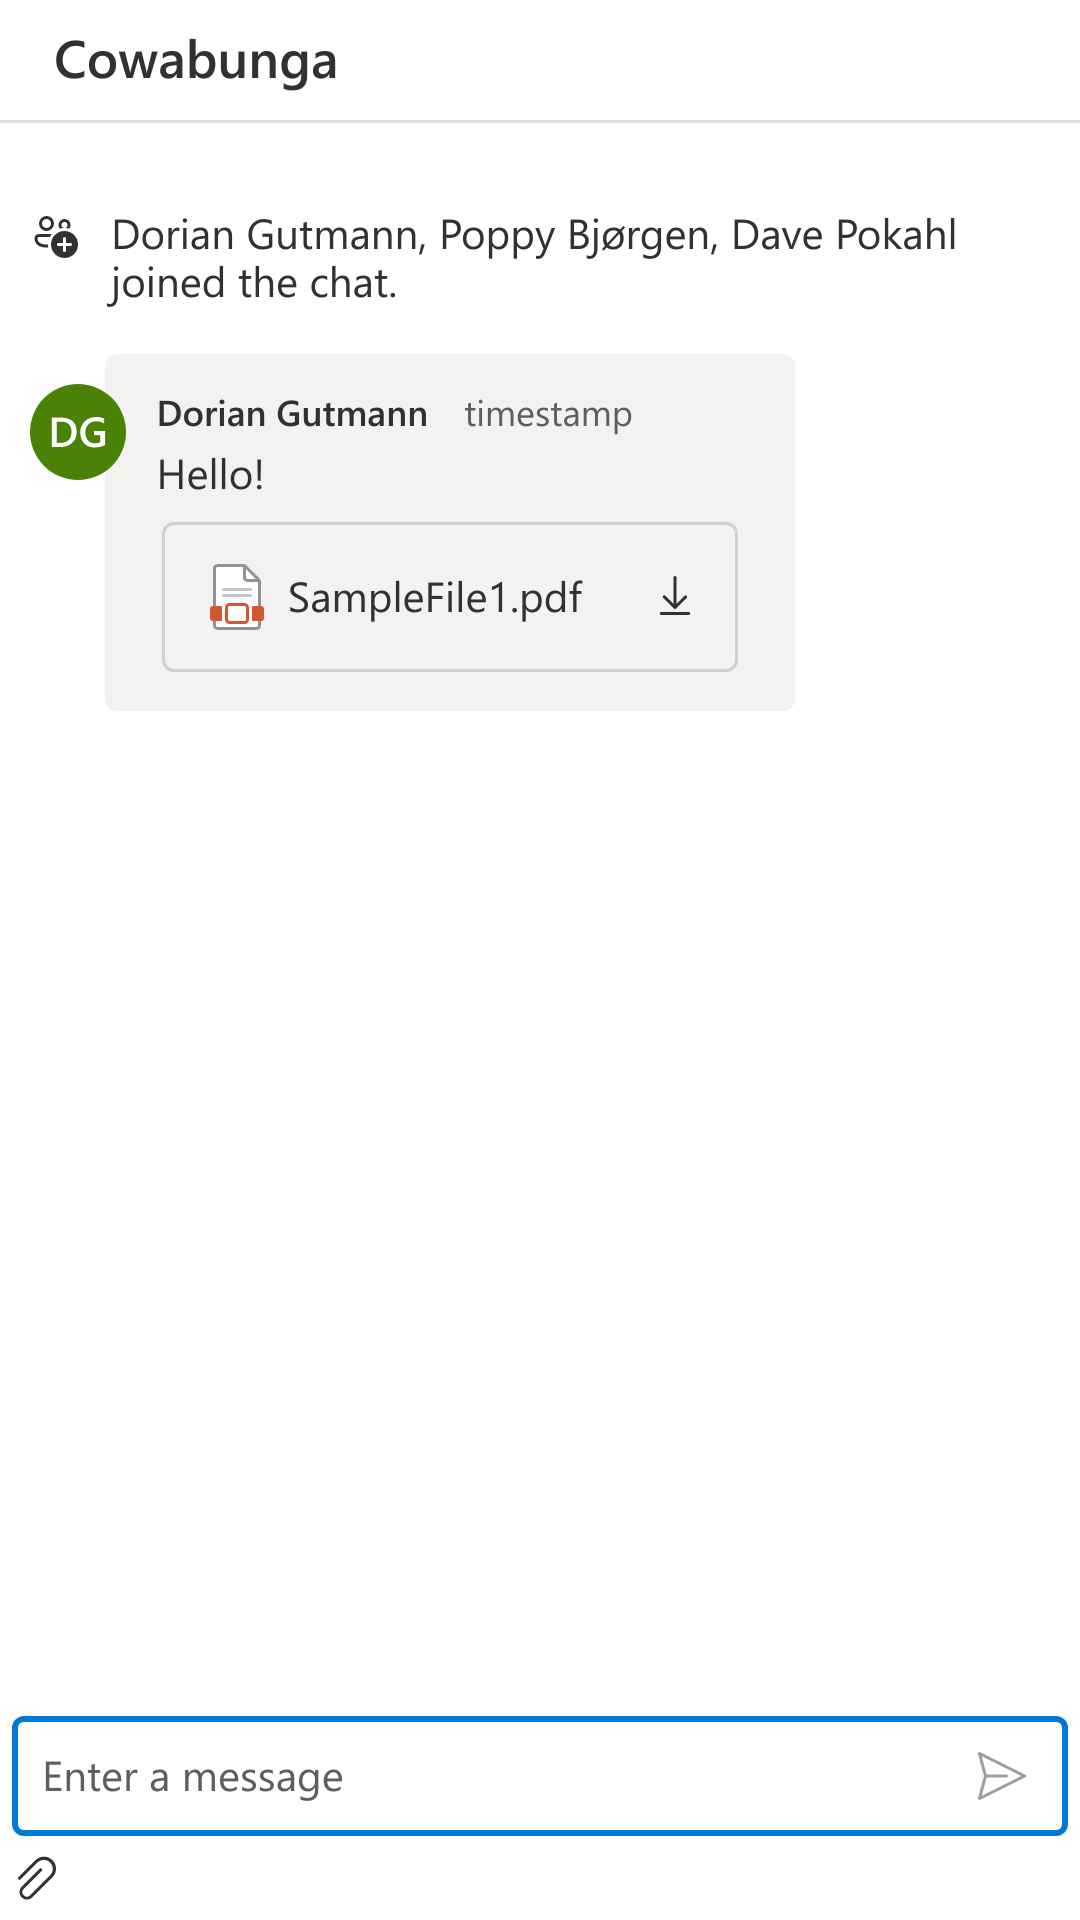 Cowabunga
Dorian Gutmann, Poppy Bjørgen, Dave Pokahl
joined the chat.
DG
Dorian Gutmann timestamp
Hello!
SampleFile1.pdf
Enter a message